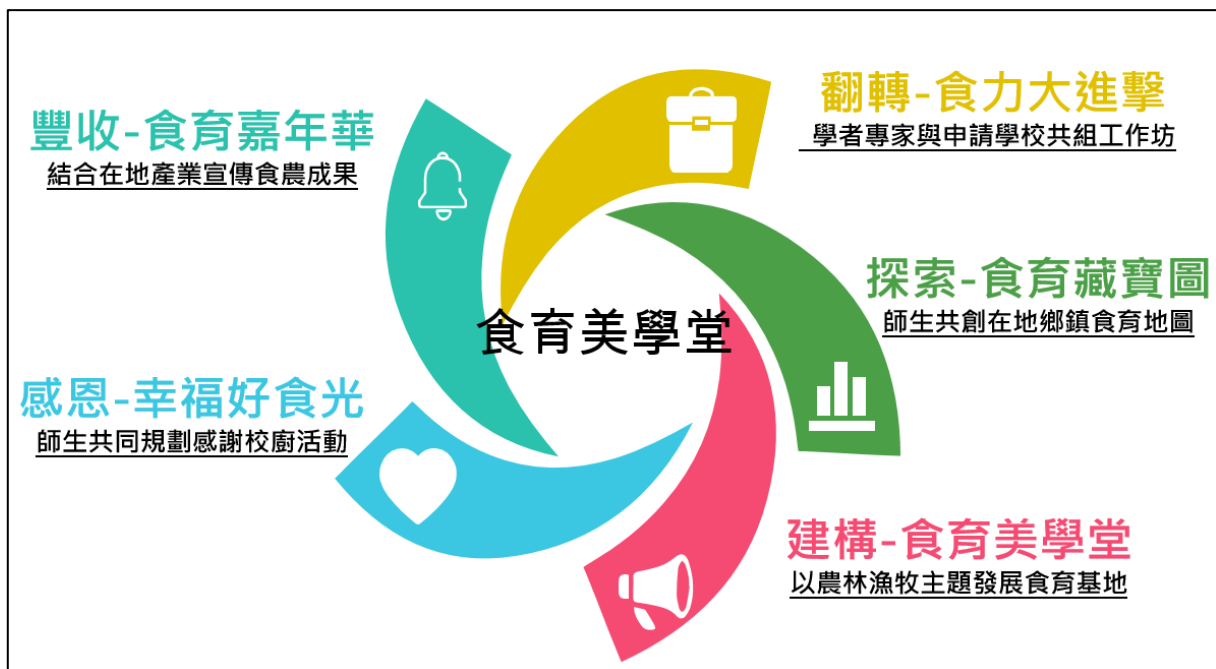 豐收-食育嘉年華
結合在地產業宣傳食農成果
翻轉-食力大進擊
學者專家與申請學校共組工作坊
探索-食育藏寶圖
師生共創在地鄉鎮食育地圖
食育美學堂
感恩-幸福好食光
師生共同規劃感謝校廚活動
建構-食育美學堂
以農林漁牧主題發展食育基地